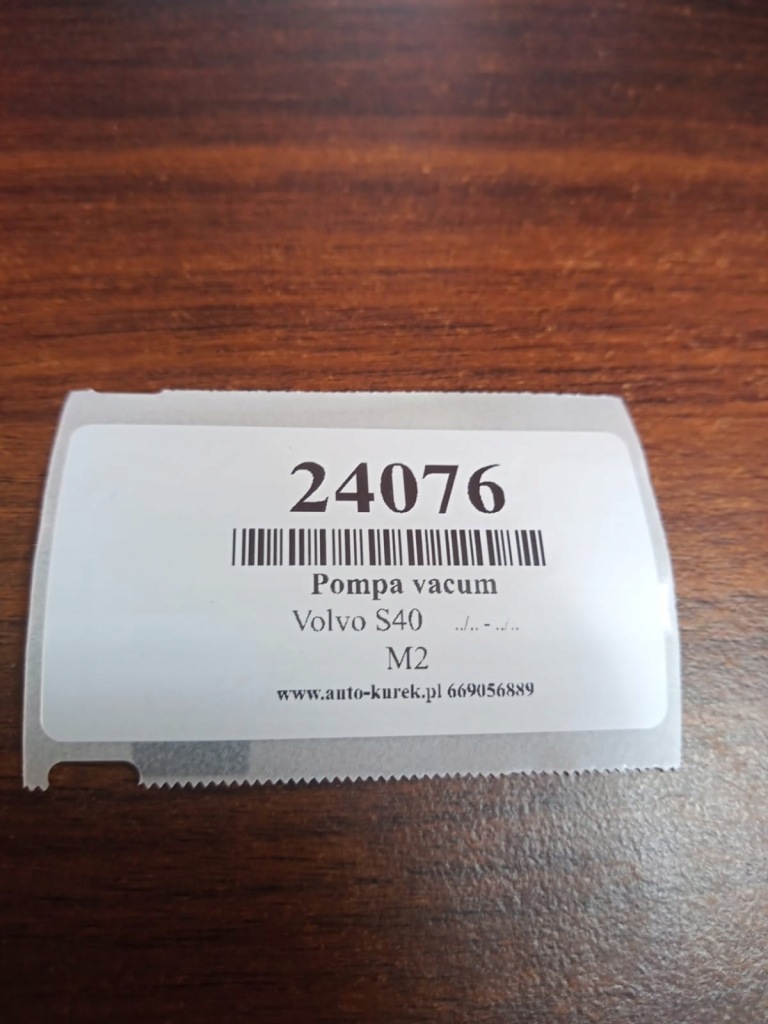 24076
Pompa vacum
Volvo S40 ../.. - ../..
M2
www.auto-kurek.pl 669056889